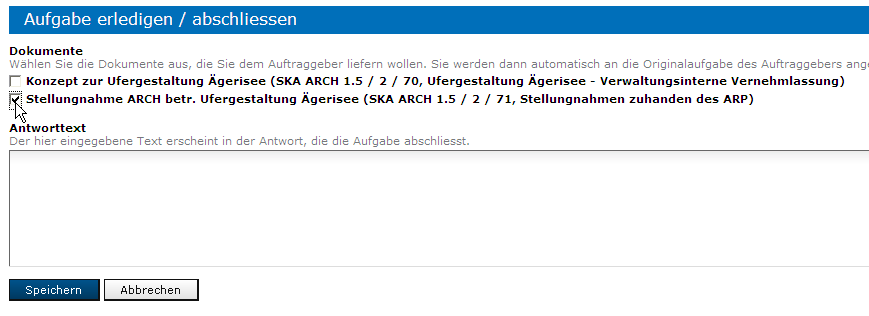 Aufgabe erledigen / abschliessen
Dokumente
Wählen Sie die Dokumente aus, die Sie dem Auftraggeber liefern wollen. Sie werden dann automatisch an die Originalaufgabe des Auftraggebers
Konzept zur Ufergestaltung Ägerisee (SKA ARCH 1.5 / 2 / 70, Ufergestaltung Ägerisee - Verwaltungsinterne Vernehmlassung)
Stellungnahme ARCH betr. Ufergestaltung Ägerisee (SKA ARCH 1.5 / 2 / 71, Stellungnahmen zuhanden des ARP)
Antworttext
Der hier eingegebene Text erscheint in der Antwort, die die Aufgabe abschliesst.
Speichern Abbrechen